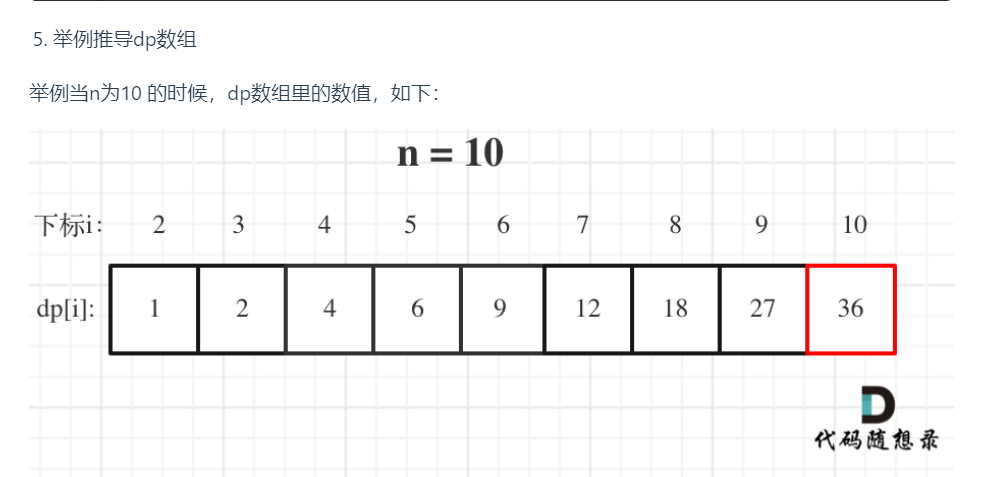 5. 举例推导dp数组
举例当n为10 的时候，dp数组里的数值，如下：
n = 10
下标i: 2 3 4 5 6 7 8 9 10
dp[i]: 1 2 4 6 9 12 18 27 36
代码随想录